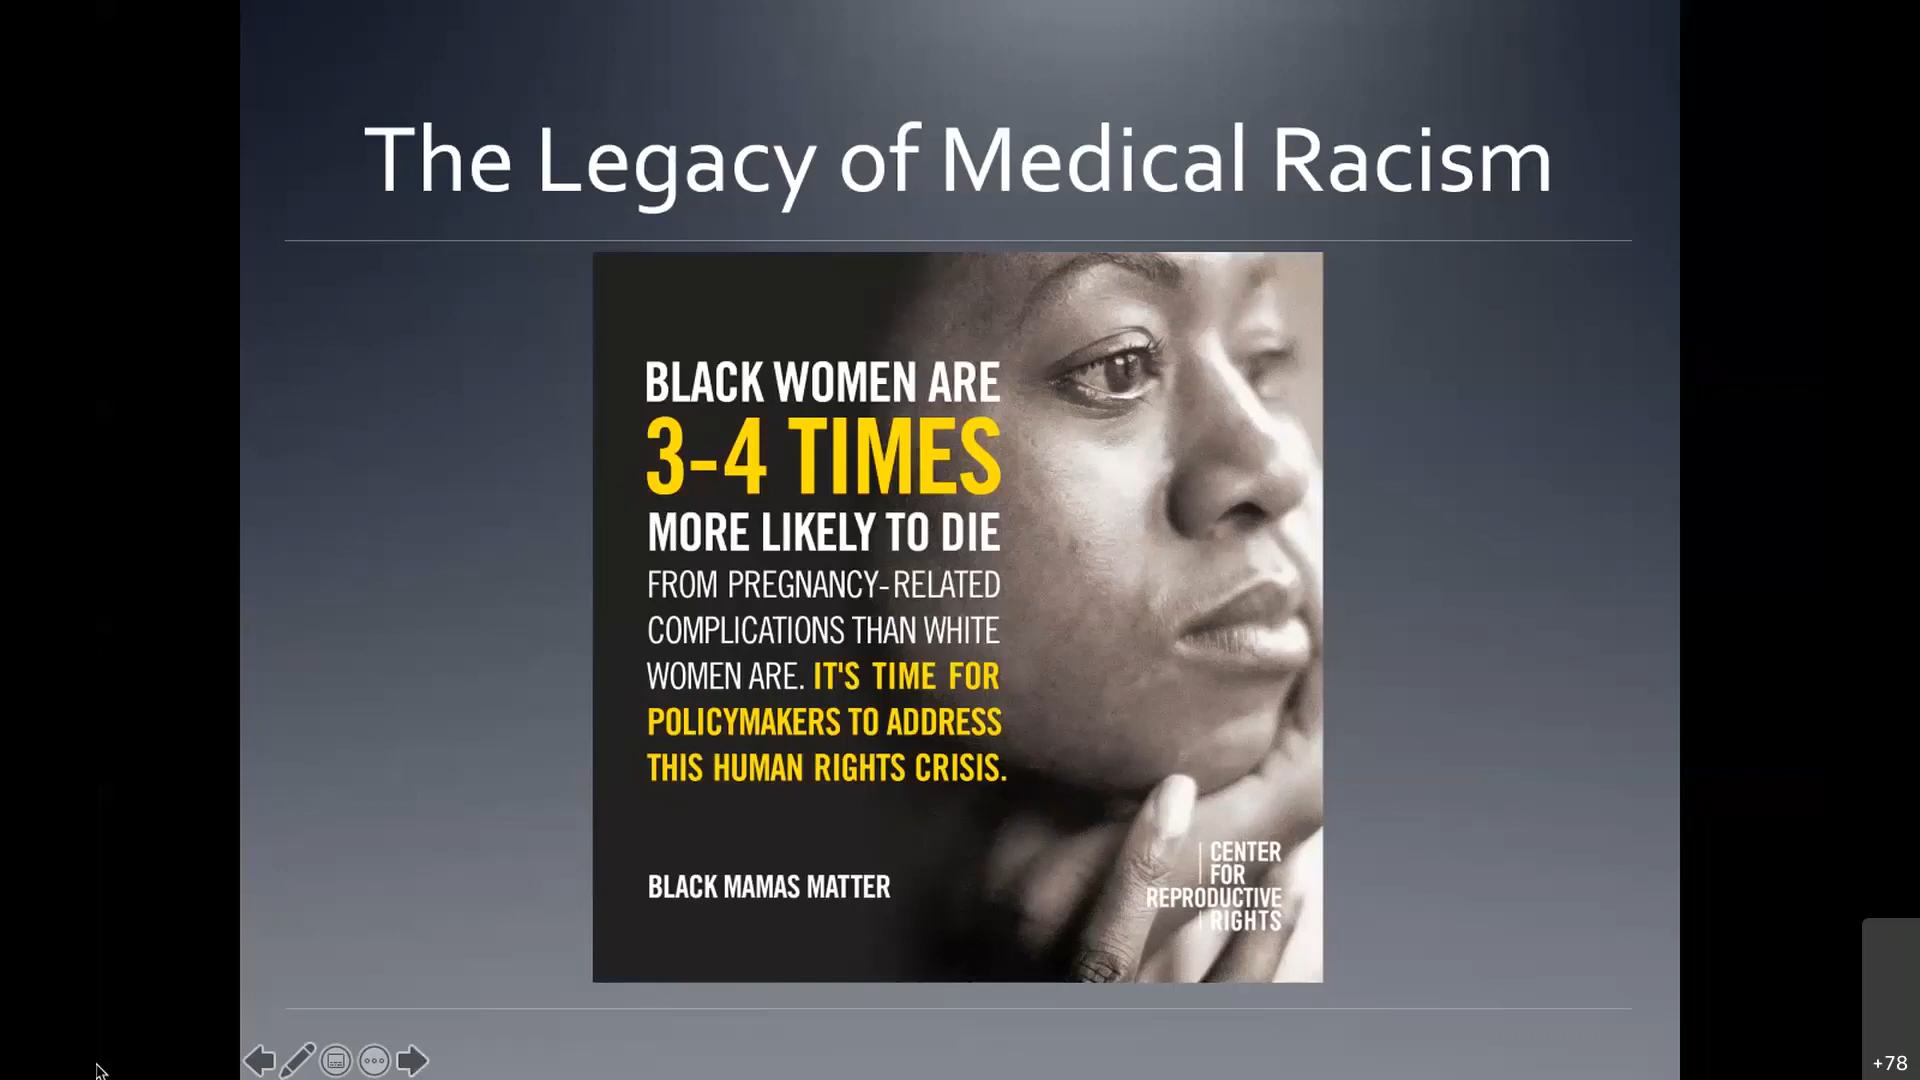 The Legacy of Medical Racism
BLACK WOMEN ARE
3-4 TIMES
MORE LIKELY TO DIE
FROM PREGNANCY-RELATED
COMPLICATIONS THAN WHITE
WOMEN ARE. IT'S TIME FOR
POLICYMAKERS TO ADDRESS
THIS HUMAN RIGHTS CRISIS.
BLACK MAMAS MATTER
CENTER
FOR
REPRODUCTIVE
RIGHTS
+78